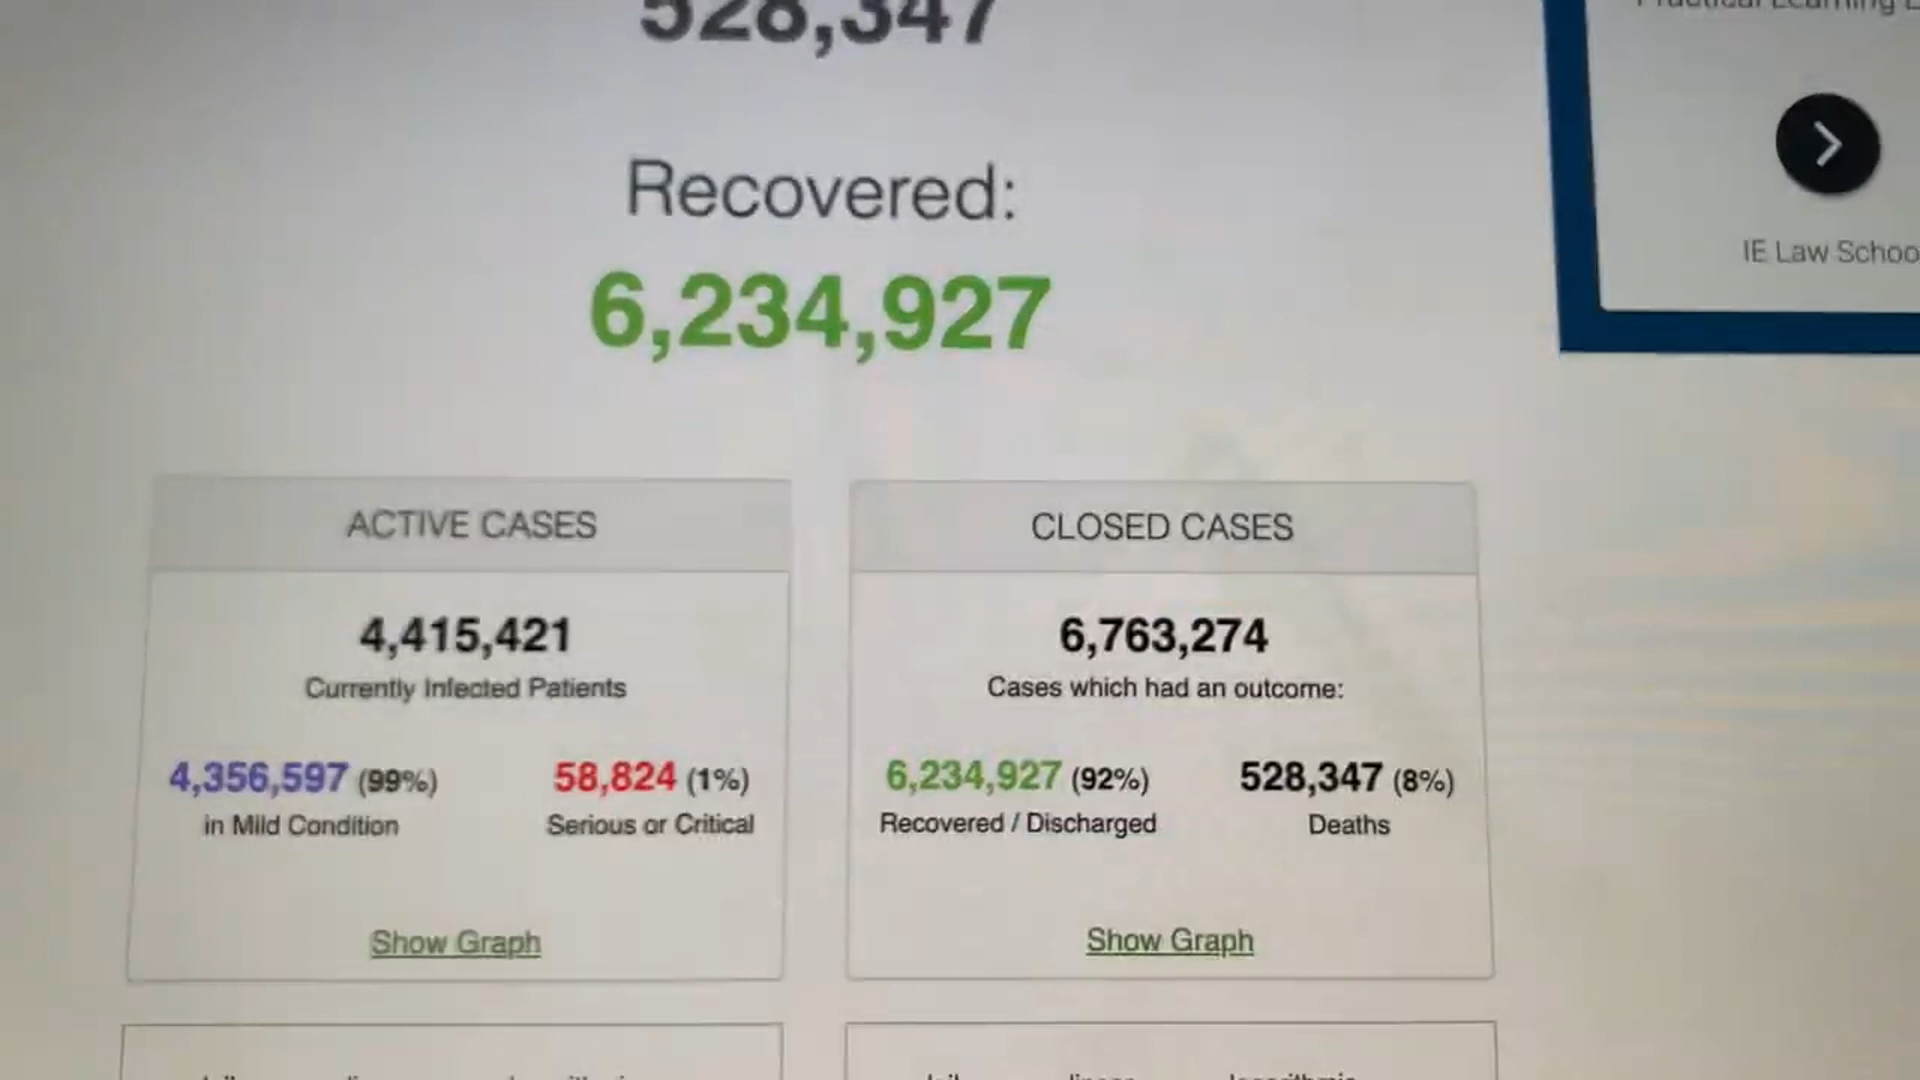 528,347
Recovered:
6,234,927
IE Law Schoo
ACTIVE CASES
4,415,421
Currently Infected Patients
4,356,597 (99%)
in Mild Condition
58,824 (1%)
Serious or Critical
Show Graph
CLOSED CASES
6,763,274
Cases which had an outcome:
6,234,927 (92%)
Recovered / Discharged
528,347 (8%)
Deaths
Show Graph